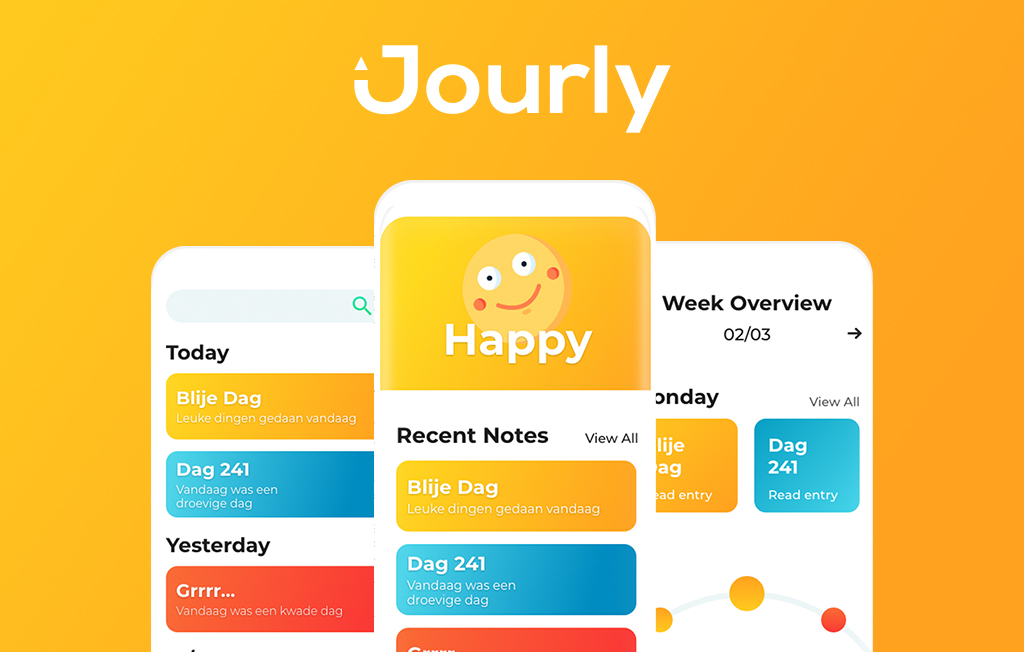 Jourly
Today
Blije Dag
Leuke dingen gedaan vandaag
Dag 241
Vandaag was een
droevige dag
Yesterday
Grrrr...
Vandaag was een kwade dag
Happy
Recent Notes
View All
Blije Dag
Leuke dingen gedaan vandaag
Dag 241
Vandaag was een
droevige dag
Week Overview
02/03
onday
View All
lije
ag
ead entry
Dag
241
Read entry